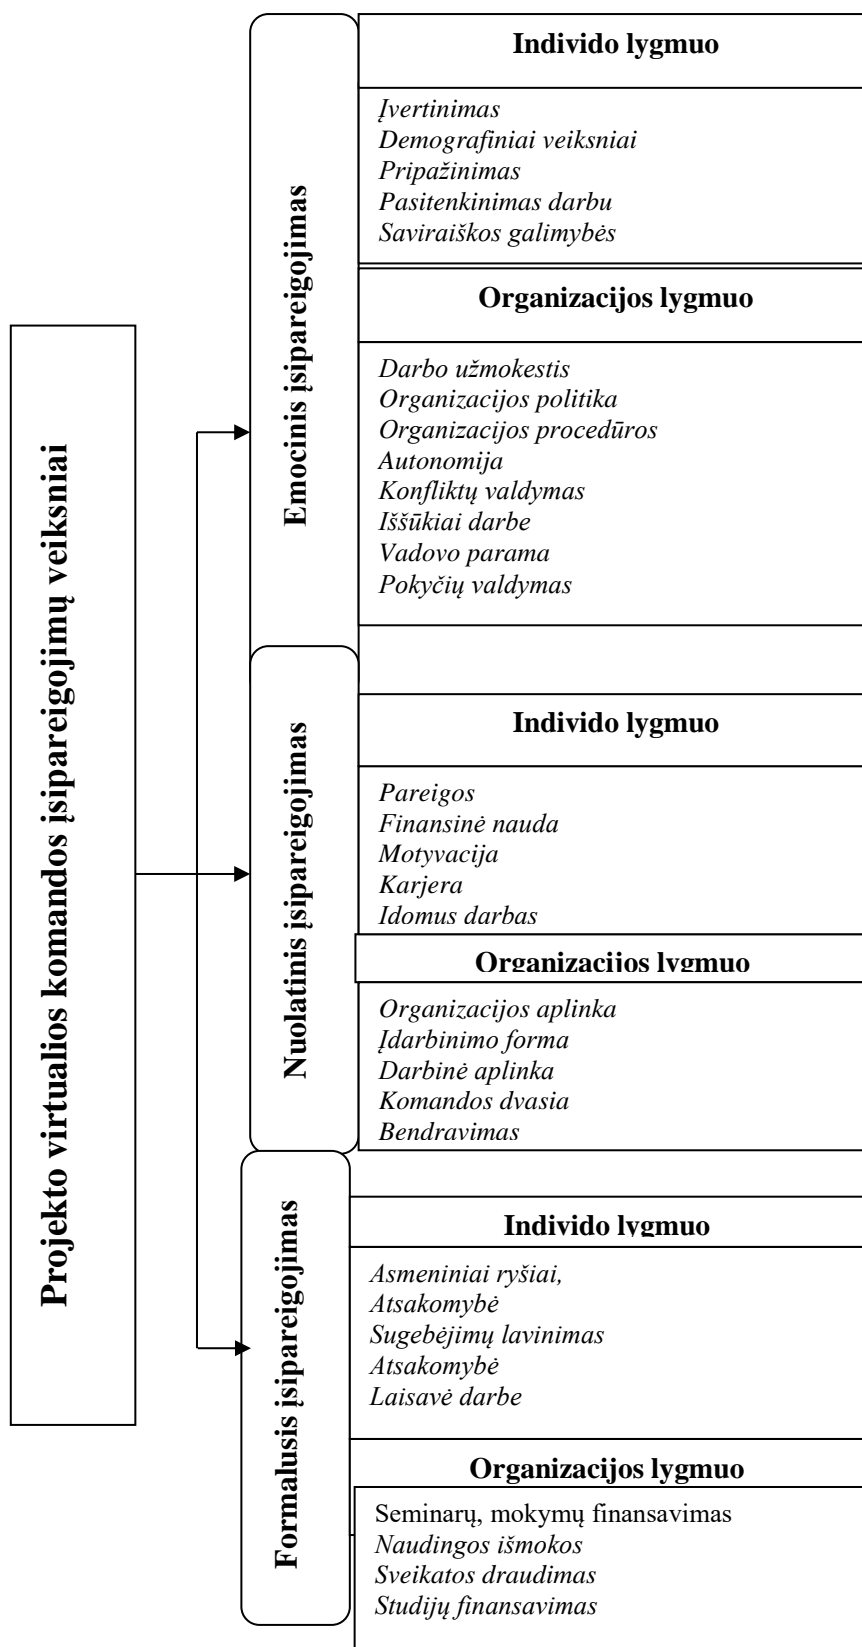 Projekto virtualios komandos įsipareigojimų veiksniai
Emocinis įsipareigojimas
Individo lygmuo
Įvertinimas
Demografiniai veiksniai
Pripažinimas
Pasitenkinimas darbu
Saviraiškos galimybės
Organizacijos lygmuo
Darbo užmokestis
Organizacijos politika
Organizacijos procedūros
Autonomija
Konfliktų valdymas
Iššūkiai darbe
Vadovo parama
Pokyčių valdymas
Nuolatinis įsipareigojimas
Individo lygmuo
Pareigos
Finansinė nauda
Motyvacija
Karjera
Idomus darbas
Organizacijos lygmuo
Organizacijos aplinka
Įdarbinimo forma
Darbinė aplinka
Komandos dvasia
Bendravimas
Formalusis įsipareigojimas
Individo lygmuo
Asmeniniai ryšiai,
Atsakomybė
Sugebėjimų lavinimas
Atsakomybė
Laisavė darbe
Organizacijos lygmuo
Seminarų, mokymų finansavimas
Naudingos išmokos
Sveikatos draudimas
Studijų finansavimas